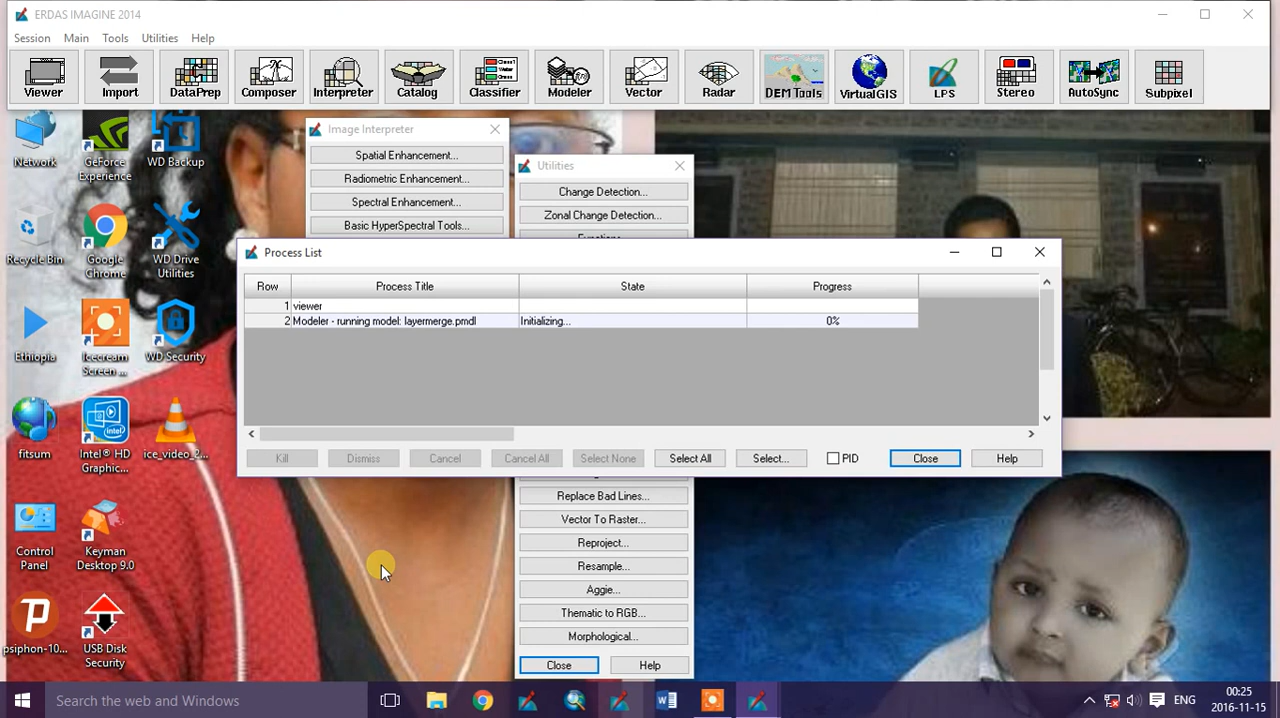 ERDAS IMAGINE 2014
Session Main Tools Utilities Help
Viewer Import DataPrep Composer Interpreter Catalog Classifier Modeler Vector Radar DEM Tools VirtualGIS LPS Stereo AutoSync Subpixel
Network
GeForce Experience
WD Backup
Recycle Bin
Google Chrome
WD Drive Utilities
Ethiopia
Icecream Screen ...
WD Security
fitsum
Intel® HD Graphic...
ice_video_2...
Control Panel
Keyman Desktop 9.0
psiphon-10...
USB Disk Security
Image Interpreter
Spatial Enhancement...
Radiometric Enhancement...
Spectral Enhancement...
Basic HyperSpectral Tools...
Utilities
Change Detection...
Zonal Change Detection...
Process List
Row Process Title State Progress
1 viewer
2 Modeler - running model: layermerge.pmdl Initializing... 0%
Kill Dismiss Cancel Cancel All Select None Select All Select... PID Close Help
Replace Bad Lines...
Vector To Raster...
Reproject...
Resample...
Aggie...
Thematic to RGB...
Morphological...
Close Help
Search the web and Windows
ENG
00:25
2016-11-15